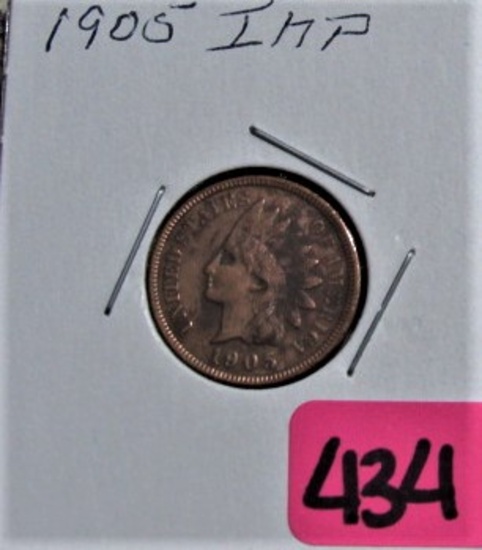 1905 IHP
UNITED STATES OF AMERICA
1905
434